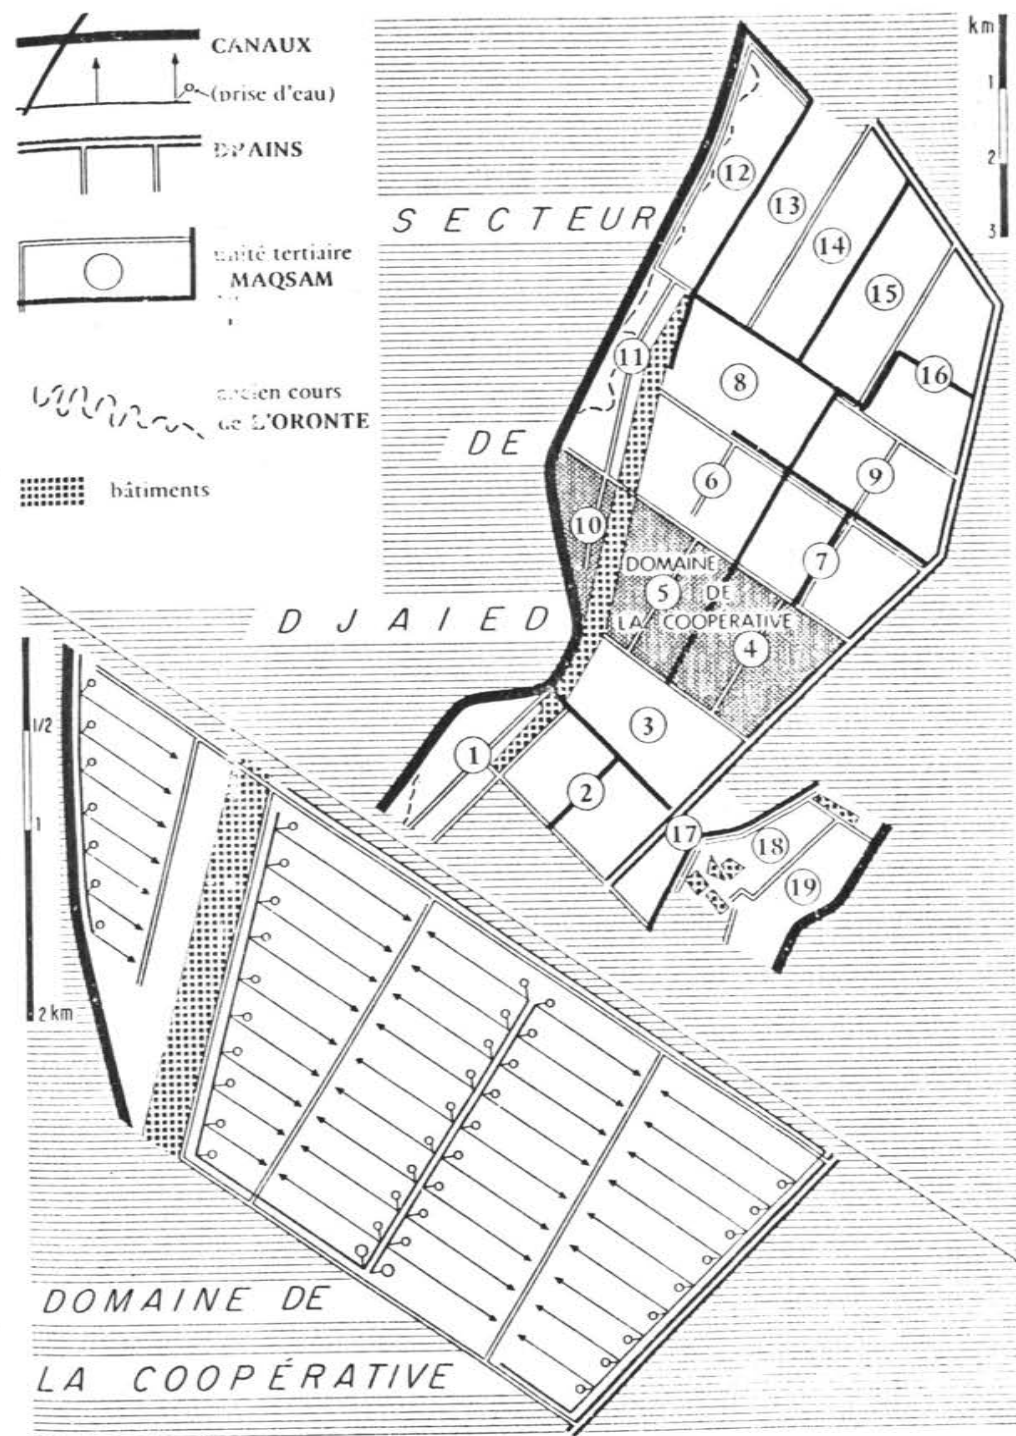 CANAUX
(prise d'eau)
DRAINS
unité tertiaire
MAQSAM
ancien cours
de L'ORONTE
bâtiments
km
1
2
3
SECTEUR
DE
DJAIED
12
13
14
15
16
11
8
9
6
7
10
DOMAINE
5
DE
LA COOPERATIVE
4
3
1
2
17
18
19
1/2
1
2 km
DOMAINE DE
LA COOPÉRATIVE